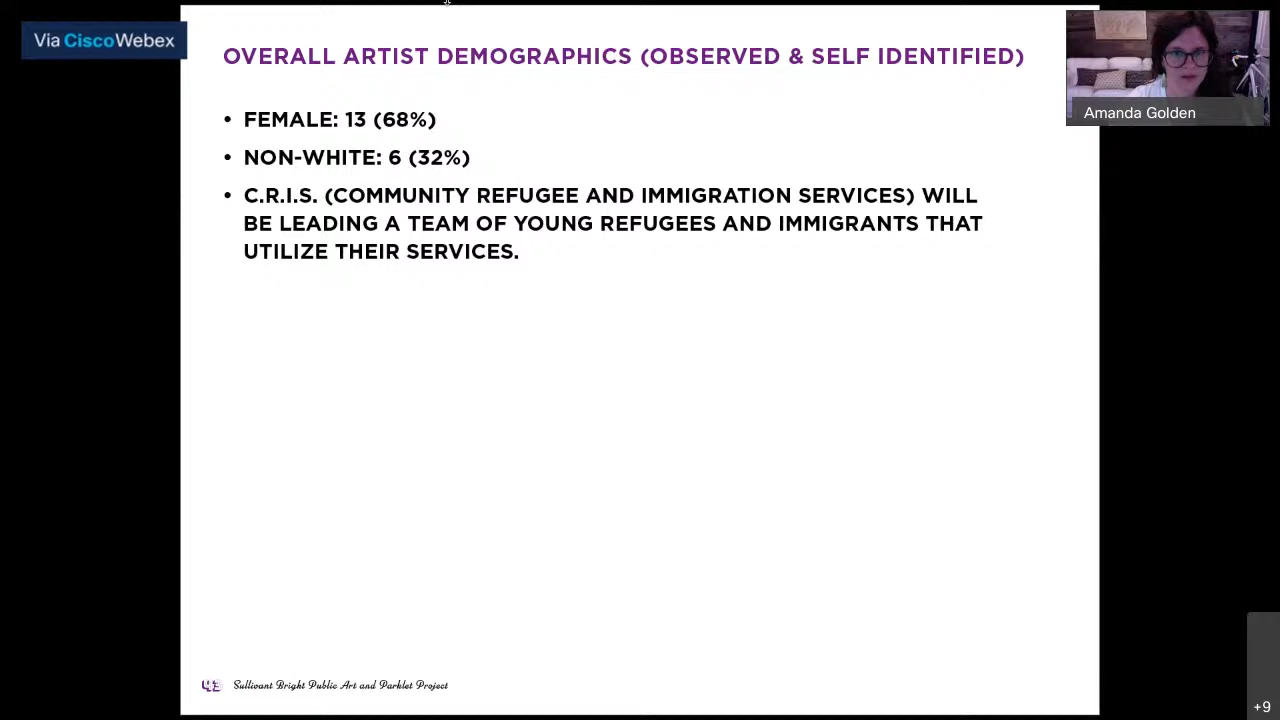 Via CiscoWebex
OVERALL ARTIST DEMOGRAPHICS (OBSERVED & SELF IDENTIFIED)
Amanda Golden
• FEMALE: 13 (68%)
• NON-WHITE: 6 (32%)
• C.R.I.S. (COMMUNITY REFUGEE AND IMMIGRATION SERVICES) WILL
BE LEADING A TEAM OF YOUNG REFUGEES AND IMMIGRANTS THAT
UTILIZE THEIR SERVICES.
43 Sullivant Bright Public Art and Parklet Project
+9